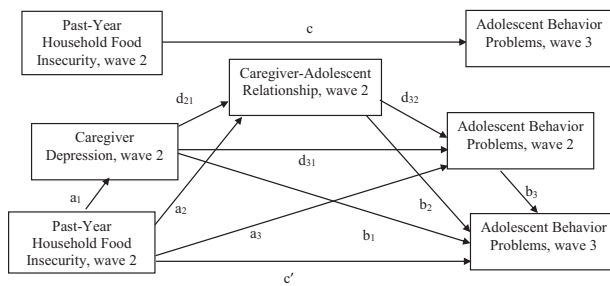 Past-Year
Household Food
Insecurity, wave 2
c
Adolescent Behavior
Problems, wave 3
Caregiver-Adolescent
Relationship, wave 2
d21
d32
Caregiver
Depression, wave 2
Adolescent Behavior
Problems, wave 2
d31
a1
a2
a3
b1
b2
b3
Past-Year
Household Food
Insecurity, wave 2
Adolescent Behavior
Problems, wave 3
c'